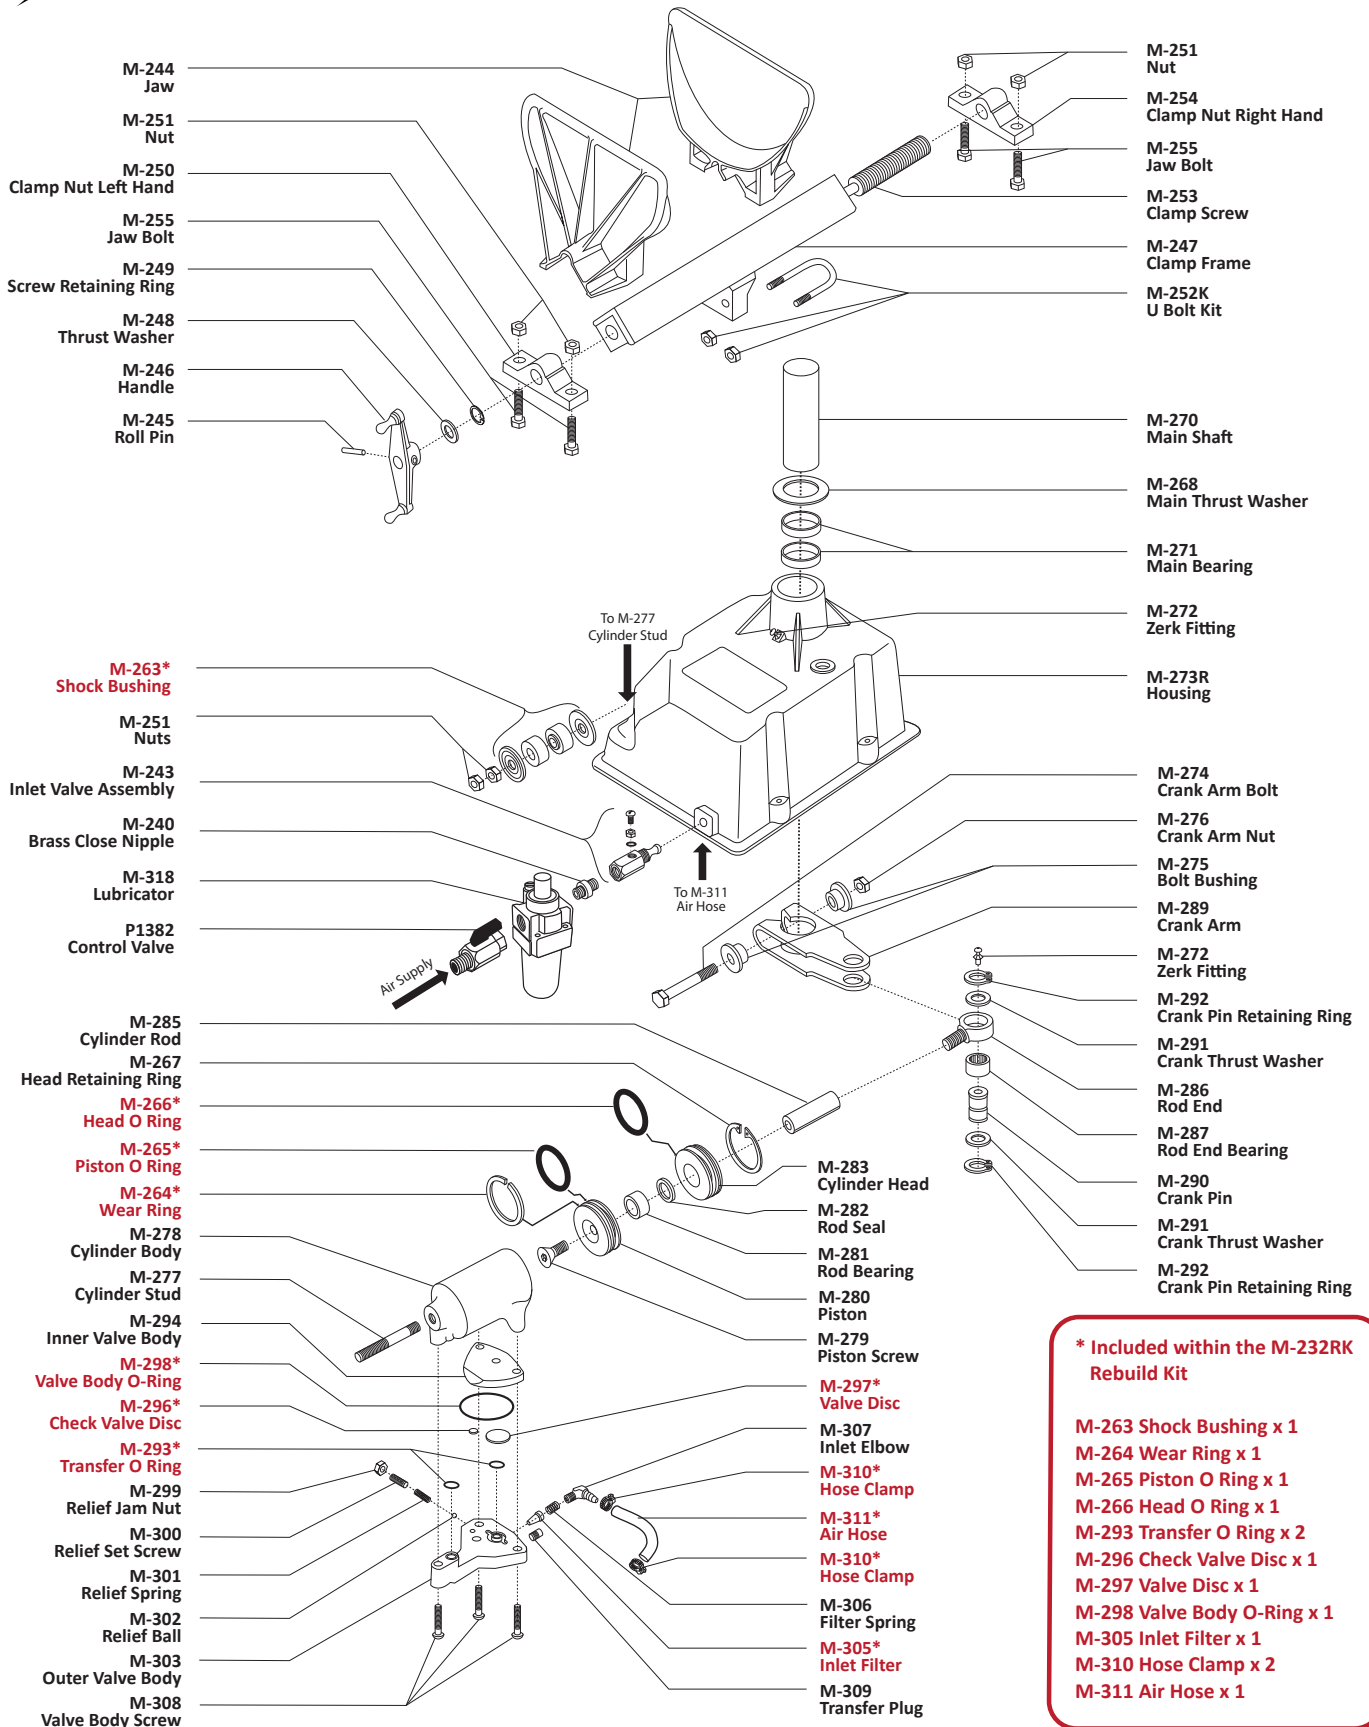 M-244
Jaw
M-251
Nut
M-250
Clamp Nut Left Hand
M-255
Jaw Bolt
M-249
Screw Retaining Ring
M-248
Thrust Washer
M-246
Handle
M-245
Roll Pin
M-251
Nut
M-254
Clamp Nut Right Hand
M-255
Jaw Bolt
M-253
Clamp Screw
M-247
Clamp Frame
M-252K
U Bolt Kit
M-270
Main Shaft
M-268
Main Thrust Washer
M-271
Main Bearing
M-272
Zerk Fitting
M-273R
Housing
To M-277
Cylinder Stud
M-263*
Shock Bushing
M-251
Nuts
M-243
Inlet Valve Assembly
M-240
Brass Close Nipple
M-318
Lubricator
P1382
Control Valve
Air Supply
To M-311
Air Hose
M-274
Crank Arm Bolt
M-276
Crank Arm Nut
M-275
Bolt Bushing
M-289
Crank Arm
M-272
Zerk Fitting
M-292
Crank Pin Retaining Ring
M-291
Crank Thrust Washer
M-286
Rod End
M-287
Rod End Bearing
M-290
Crank Pin
M-291
Crank Thrust Washer
M-292
Crank Pin Retaining Ring
M-285
Cylinder Rod
M-267
Head Retaining Ring
M-266*
Head O Ring
M-265*
Piston O Ring
M-264*
Wear Ring
M-278
Cylinder Body
M-277
Cylinder Stud
M-294
Inner Valve Body
M-298*
Valve Body O-Ring
M-296*
Check Valve Disc
M-293*
Transfer O Ring
M-299
Relief Jam Nut
M-300
Relief Set Screw
M-301
Relief Spring
M-302
Relief Ball
M-303
Outer Valve Body
M-308
Valve Body Screw
M-283
Cylinder Head
M-282
Rod Seal
M-281
Rod Bearing
M-280
Piston
M-279
Piston Screw
M-297*
Valve Disc
M-307
Inlet Elbow
M-310*
Hose Clamp
M-311*
Air Hose
M-310*
Hose Clamp
M-306
Filter Spring
M-305*
Inlet Filter
M-309
Transfer Plug
* Included within the M-232RK
Rebuild Kit
M-263 Shock Bushing x 1
M-264 Wear Ring x 1
M-265 Piston O Ring x 1
M-266 Head O Ring x 1
M-293 Transfer O Ring x 2
M-296 Check Valve Disc x 1
M-297 Valve Disc x 1
M-298 Valve Body O-Ring x 1
M-305 Inlet Filter x 1
M-310 Hose Clamp x 2
M-311 Air Hose x 1